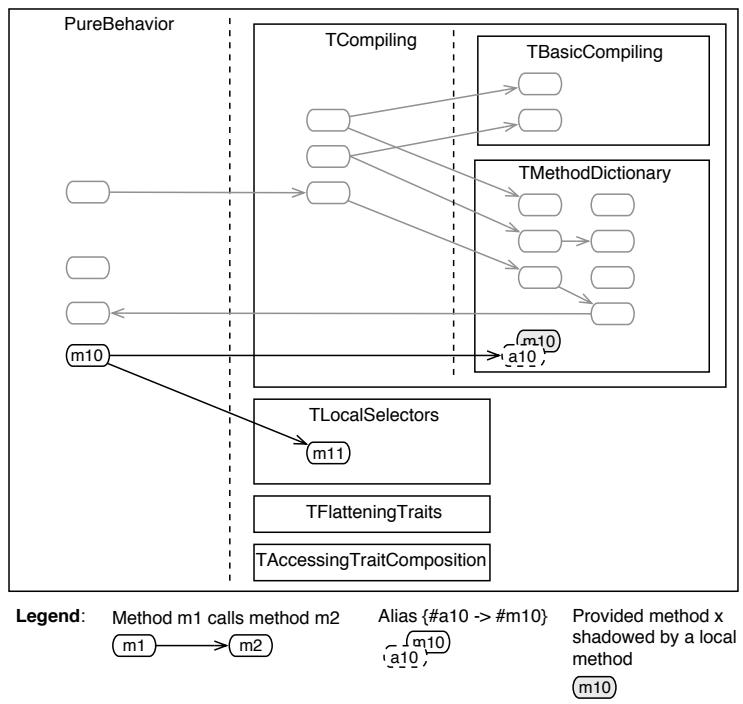 PureBehavior
TCompiling
TBasicCompiling
TMethodDictionary
m10
m10
a10
TLocalSelectors
m11
TFlatteningTraits
TAccessingTraitComposition
Legend:
Method m1 calls method m2
m1
m2
Alias {#a10 -> #m10}
m10
a10
Provided method x
shadowed by a local
method
m10